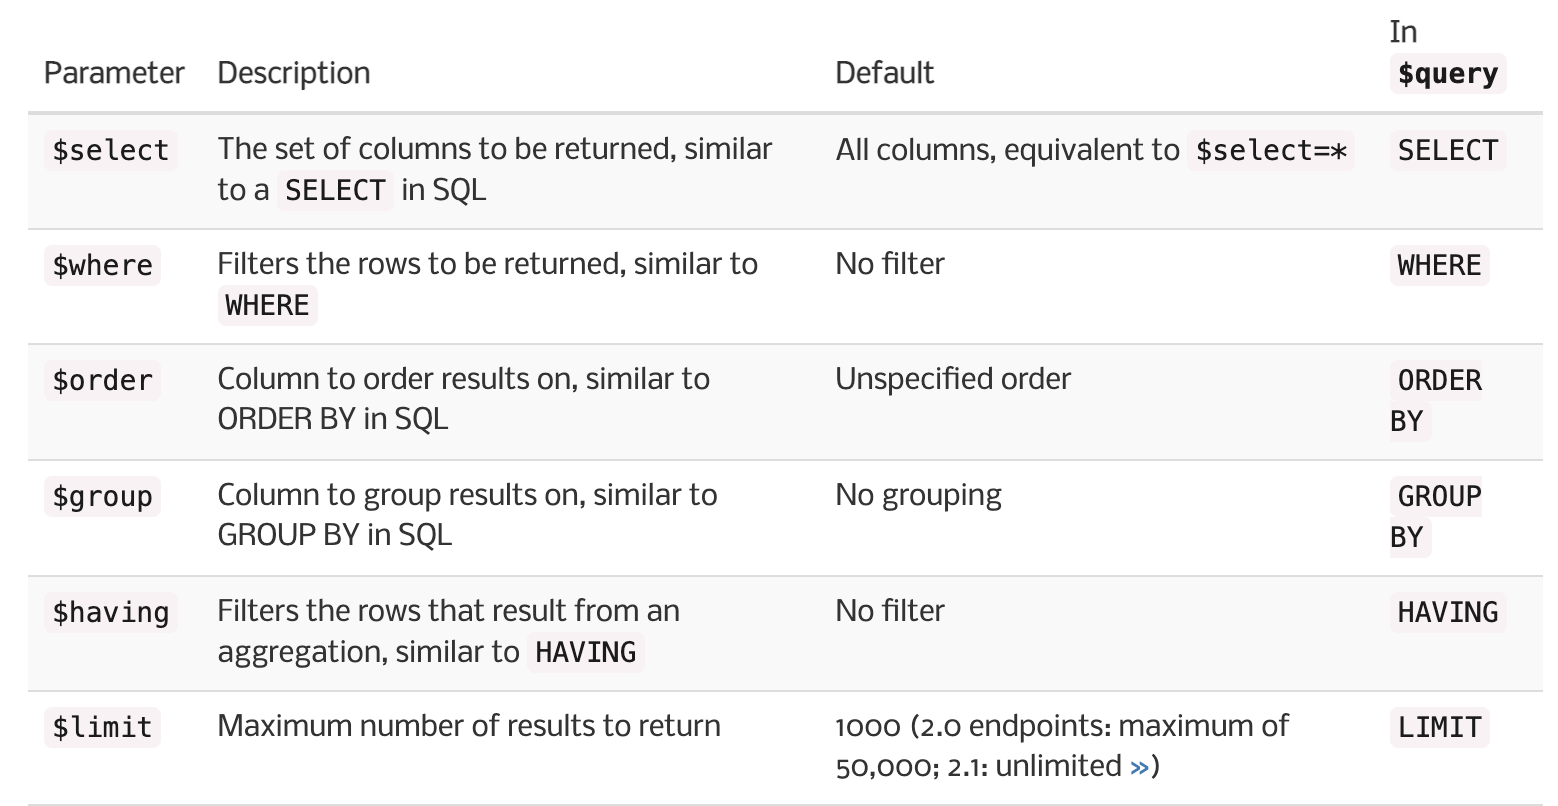 In
Parameter Description Default $query
$select The set of columns to be returned, similar All columns, equivalent to $select=* SELECT
to a SELECT in SQL
$where Filters the rows to be returned, similar to No filter WHERE
WHERE
$order Column to order results on, similar to Unspecified order ORDER
ORDER BY in SQL BY
$group Column to group results on, similar to No grouping GROUP
GROUP BY in SQL BY
$having Filters the rows that result from an No filter HAVING
aggregation, similar to HAVING
$limit Maximum number of results to return 1000 (2.0 endpoints: maximum of LIMIT
50,000; 2.1: unlimited »)